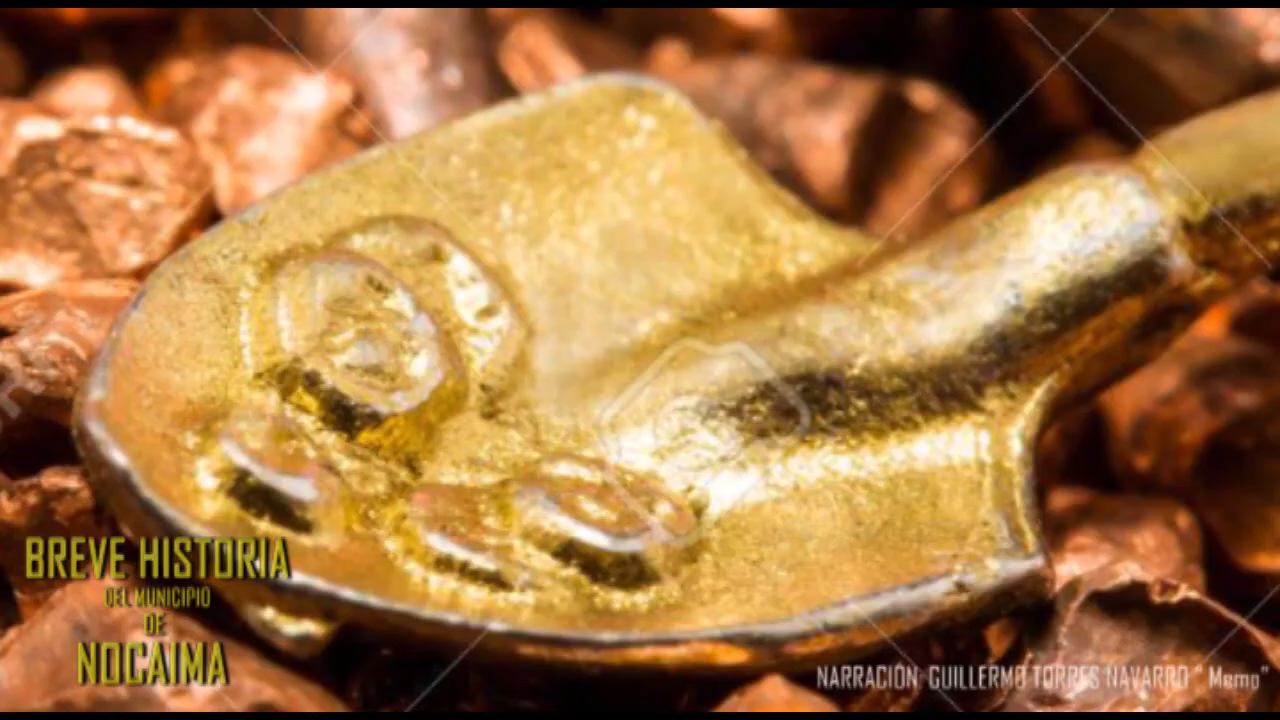 BREVE HISTORIA
DEL MUNICIPIO
DE
NOCAIMA
NARRACION GUILLERMO TORRES NAVARRO " Memo"